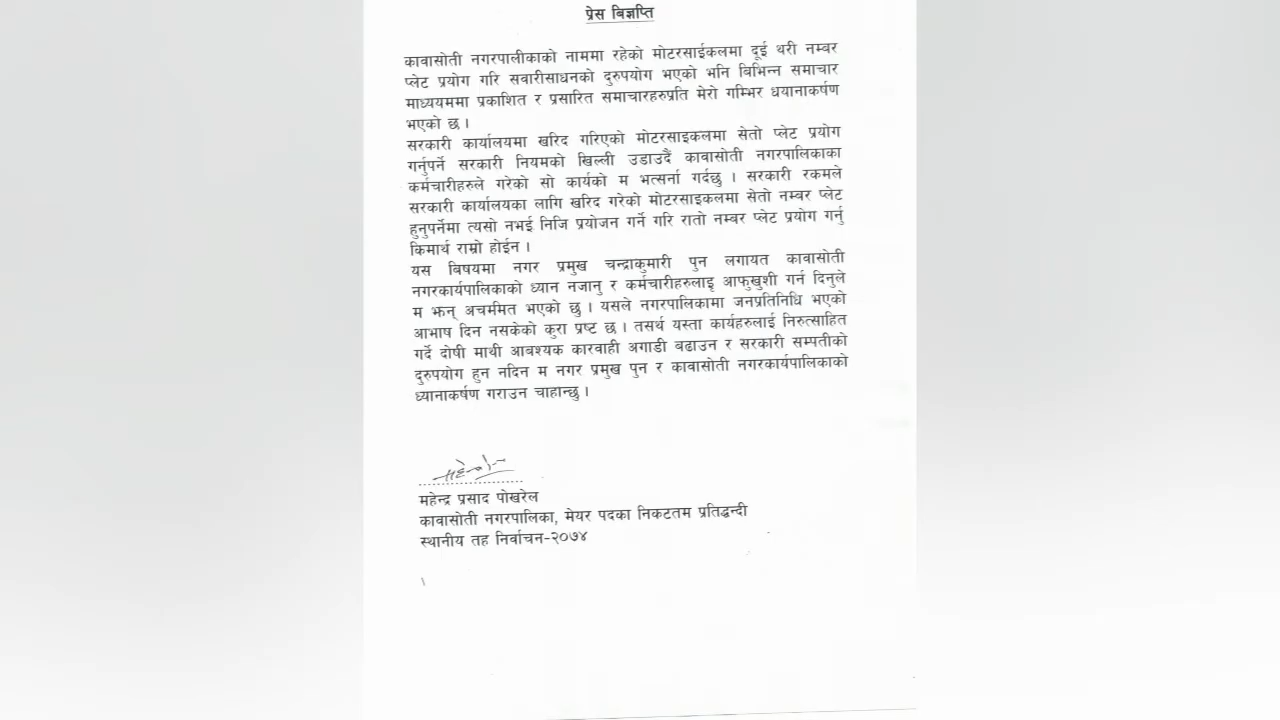 प्रेस बिज्ञप्ति
कावासोती नगरपालीकाको नाममा रहेको मोटरसाईकलमा दूई थरी नम्बर
प्लेट प्रयोग गरि सवारीसाधनको दुरुपयोग भएको भनि बिभिन्न समाचार
माध्ययममा प्रकाशित र प्रसारित समाचारहरुप्रति मेरो गम्भिर धयानाकर्षण
भएको छ ।
सरकारी कार्यालयमा खरिद गरिएको मोटरसाइकलमा सेतो प्लेट प्रयोग
गर्नुपर्ने सरकारी नियमको खिल्ली उडाउदैं कावासोती नगरपालिकाका
कर्मचारीहरुले गरेको सो कार्यको म भत्सर्ना गर्दछु । सरकारी रकमले
सरकारी कार्यालयका लागि खरिद गरेको मोटरसाइकलमा सेतो नम्बर प्लेट
हुनुपर्नेमा त्यसो नभई निजि प्रयोजन गर्ने गरि रातो नम्बर प्लेट प्रयोग गर्नु
किमार्थ राम्रो होईन ।
यस बिषयमा नगर प्रमुख चन्द्राकुमारी पुन लगायत कावासोती
नगरकार्यपालिकाको ध्यान नजानु र कर्मचारीहरुलाइृ आफुखुशी गर्न दिनुले
म झन् अचर्ममित भएको छु । यसले नगरपालिकामा जनप्रतिनिधि भएको
आभाष दिन नसकेको कुरा प्रष्ट छ । तसर्थ यस्ता कार्यहरुलाई निरुत्साहित
गर्दे दोषी माथी आबश्यक कारवाही अगाडी बढाउन र सरकारी सम्पतीको
दुरुपयोग हुन नदिन म नगर प्रमुख पुन र कावासोती नगरकार्यपालिकाको
ध्यानाकर्षण गराउन चाहान्छु ।
महेन्द्र प्रसाद पोखरेल
कावासोती नगरपालिका, मेयर पदका निकटतम प्रतिद्धन्दी
स्थानीय तह निर्वाचन-२०७४